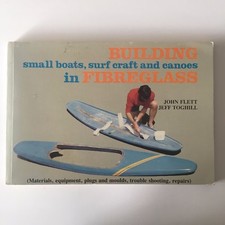 BUILDING
small boats, surf craft and canoes
in FIBREGLASS
JOHN FLETT
JEFF TOGHILL
(Materials, equipment, plugs and moulds, trouble shooting, repairs)